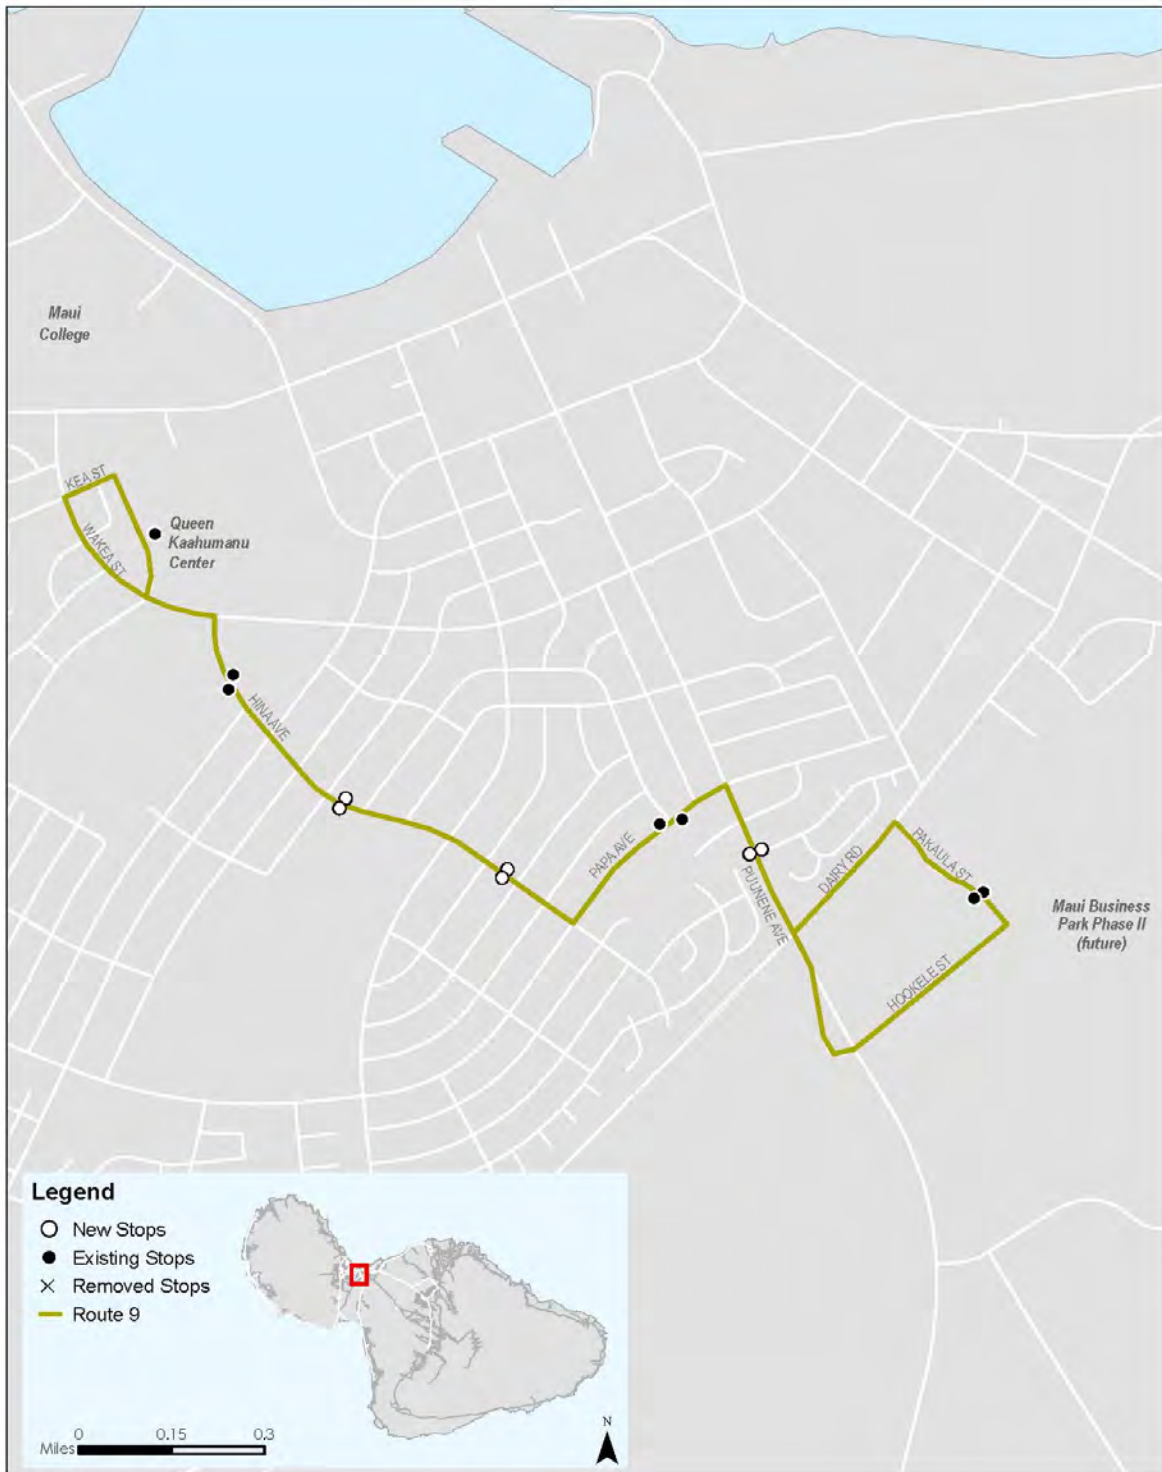 Maui
College
KEA ST
WAKEA ST
Queen
Kaahumanu
Center
HINA AVE
PAPA AVE
PUUNENE AVE
DAIRY RD
PAKAULA ST
HOOKELE ST
Maui Business
Park Phase II
(future)
Legend
New Stops
Existing Stops
Removed Stops
Route 9
0 0.15 0.3
Miles
N